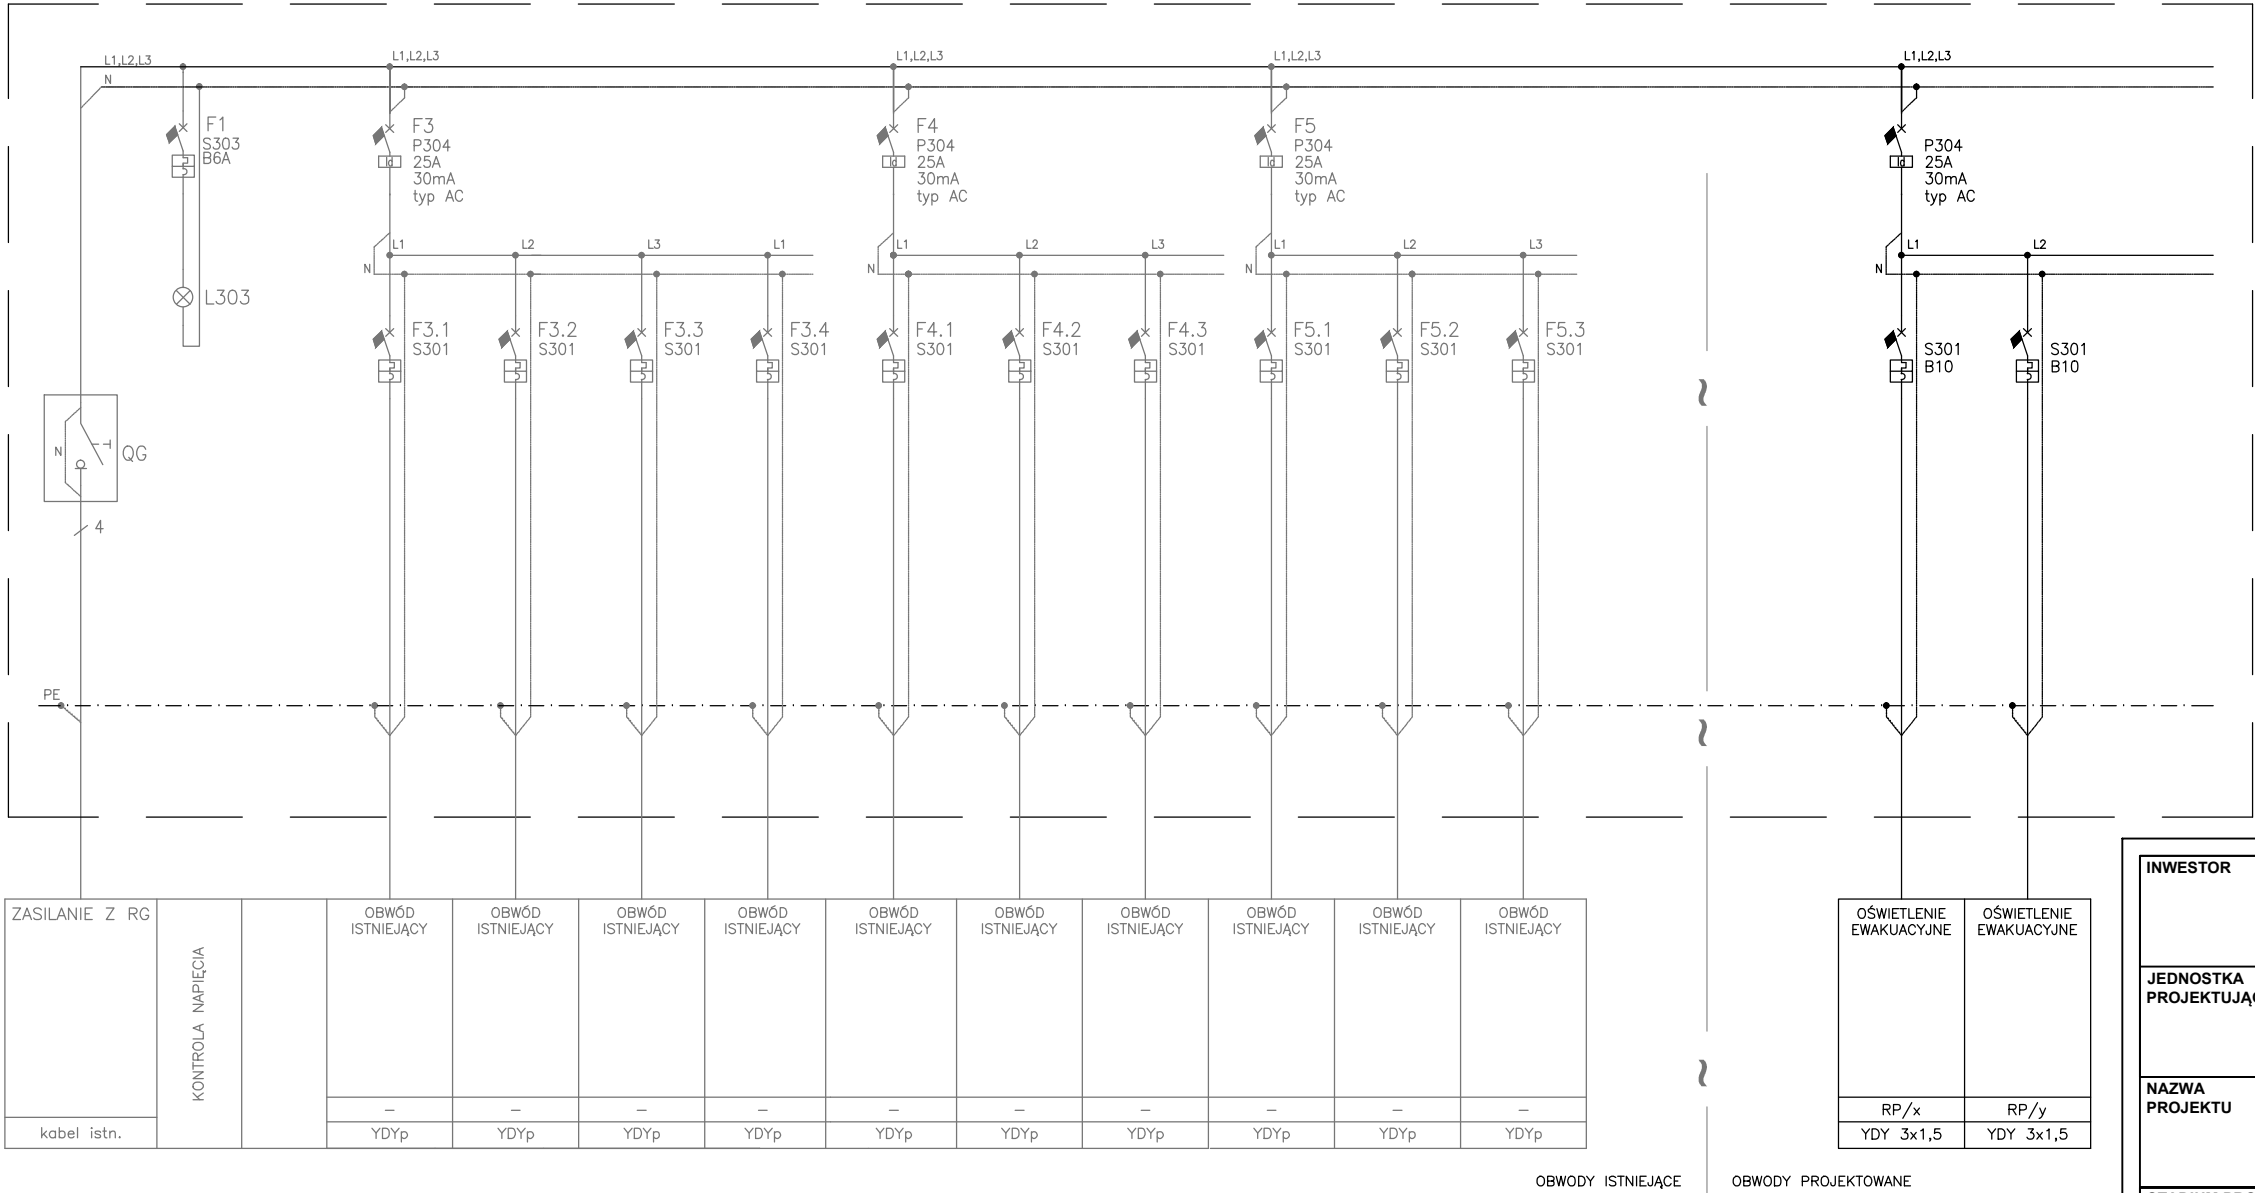 L1,L2,L3
L1,L2,L3
L1,L2,L3
L1,L2,L3
L1,L2,L3
N
F1
S303
B6A
F3
P304
25A
30mA
typ AC
F4
P304
25A
30mA
typ AC
F5
P304
25A
30mA
typ AC
P304
25A
30mA
typ AC
Id
Id
Id
Id
L1
L2
L3
L1
L1
L2
L3
L1
L2
L3
L1
L2
N
N
N
N
L303
F3.1
S301
F3.2
S301
F3.3
S301
F3.4
S301
F4.1
S301
F4.2
S301
F4.3
S301
F5.1
S301
F5.2
S301
F5.3
S301
S301
B10
S301
B10
N
QG
4
PE
ZASILANIE Z RG
kabel istn.
KONTROLA NAPIĘCIA
OBWÓD
ISTNIEJĄCY
–
YDYp
OBWÓD
ISTNIEJĄCY
–
YDYp
OBWÓD
ISTNIEJĄCY
–
YDYp
OBWÓD
ISTNIEJĄCY
–
YDYp
OBWÓD
ISTNIEJĄCY
–
YDYp
OBWÓD
ISTNIEJĄCY
–
YDYp
OBWÓD
ISTNIEJĄCY
–
YDYp
OBWÓD
ISTNIEJĄCY
–
YDYp
OBWÓD
ISTNIEJĄCY
–
YDYp
OBWÓD
ISTNIEJĄCY
–
YDYp
OŚWIETLENIE
EWAKUACYJNE
RP/x
YDY 3x1,5
OŚWIETLENIE
EWAKUACYJNE
RP/y
YDY 3x1,5
OBWODY ISTNIEJĄCE
OBWODY PROJEKTOWANE
INWESTOR
JEDNOSTKA
NAZWA
PROJEKTU